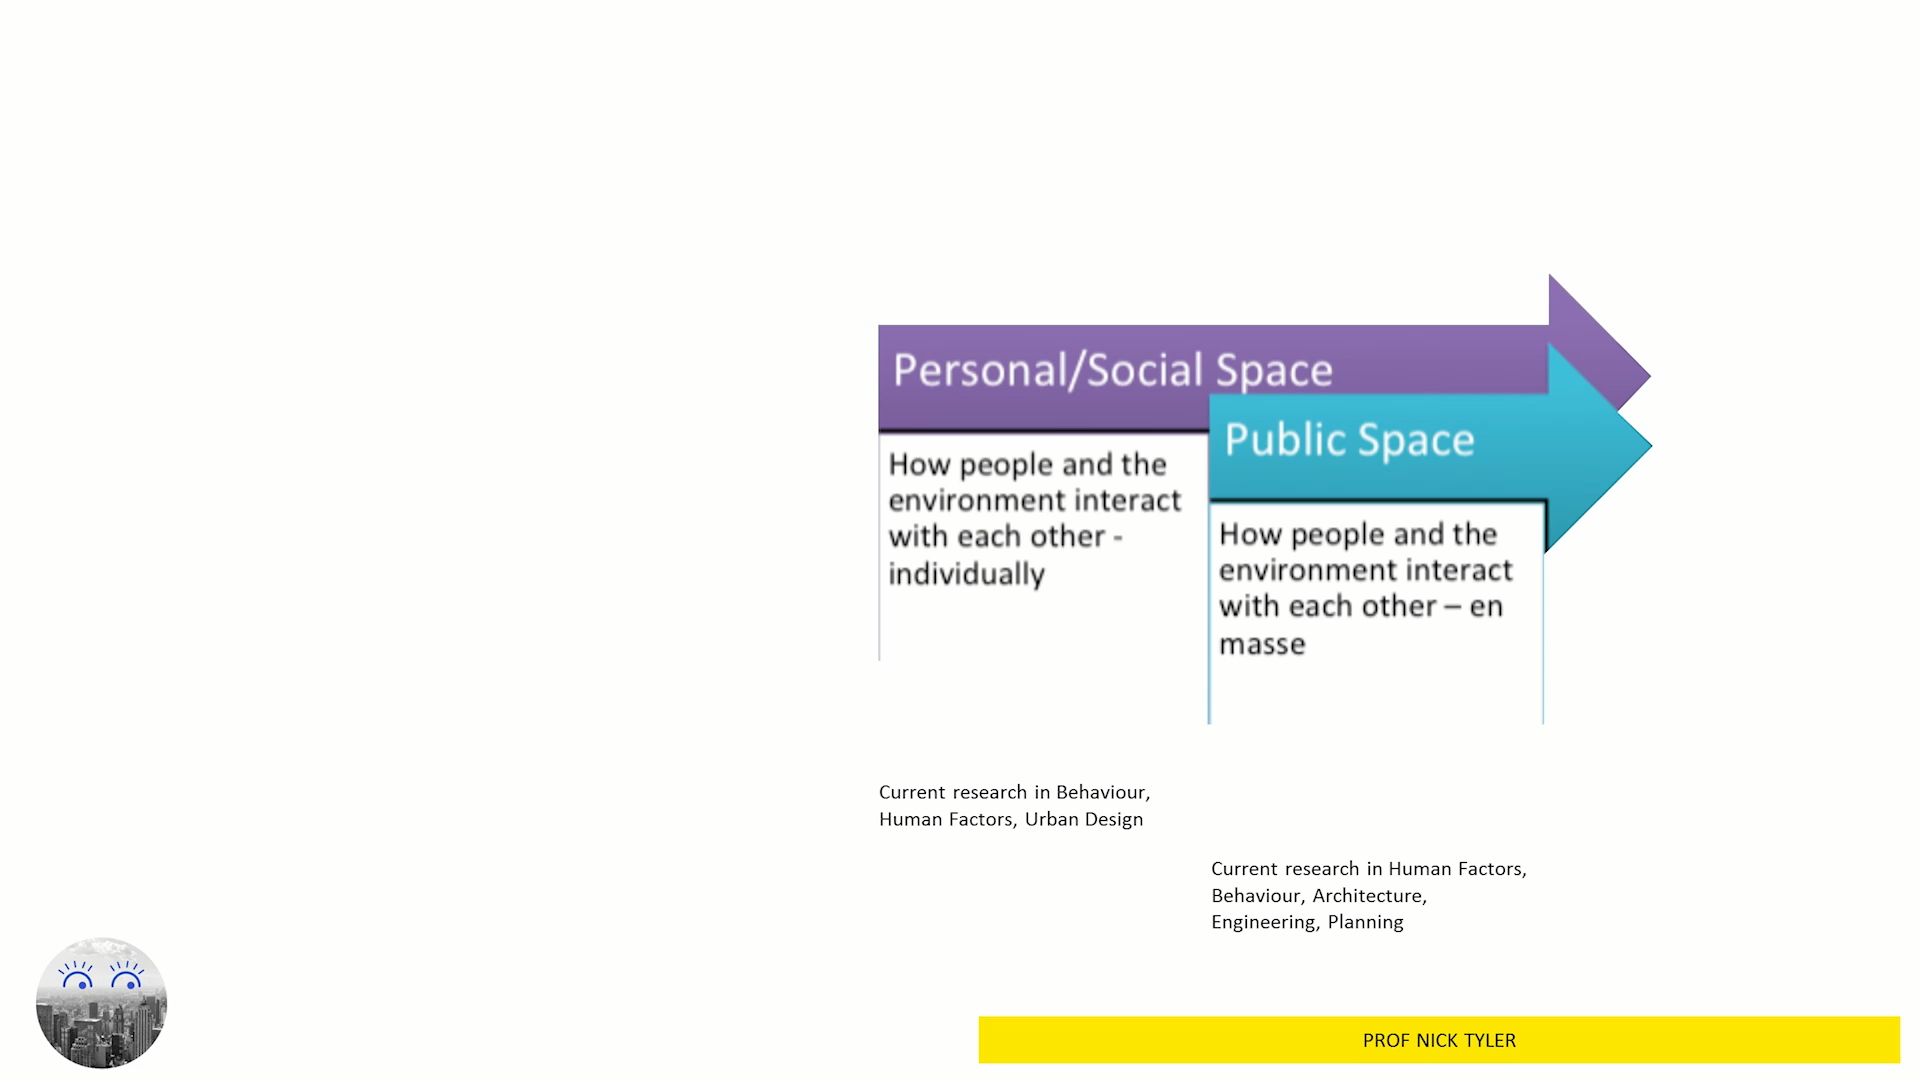 Personal/Social Space
How people and the
environment interact
with each other -
individually
Public Space
How people and the
environment interact
with each other – en
masse
Current research in Behaviour,
Human Factors, Urban Design
Current research in Human Factors,
Behaviour, Architecture,
Engineering, Planning
PROF NICK TYLER